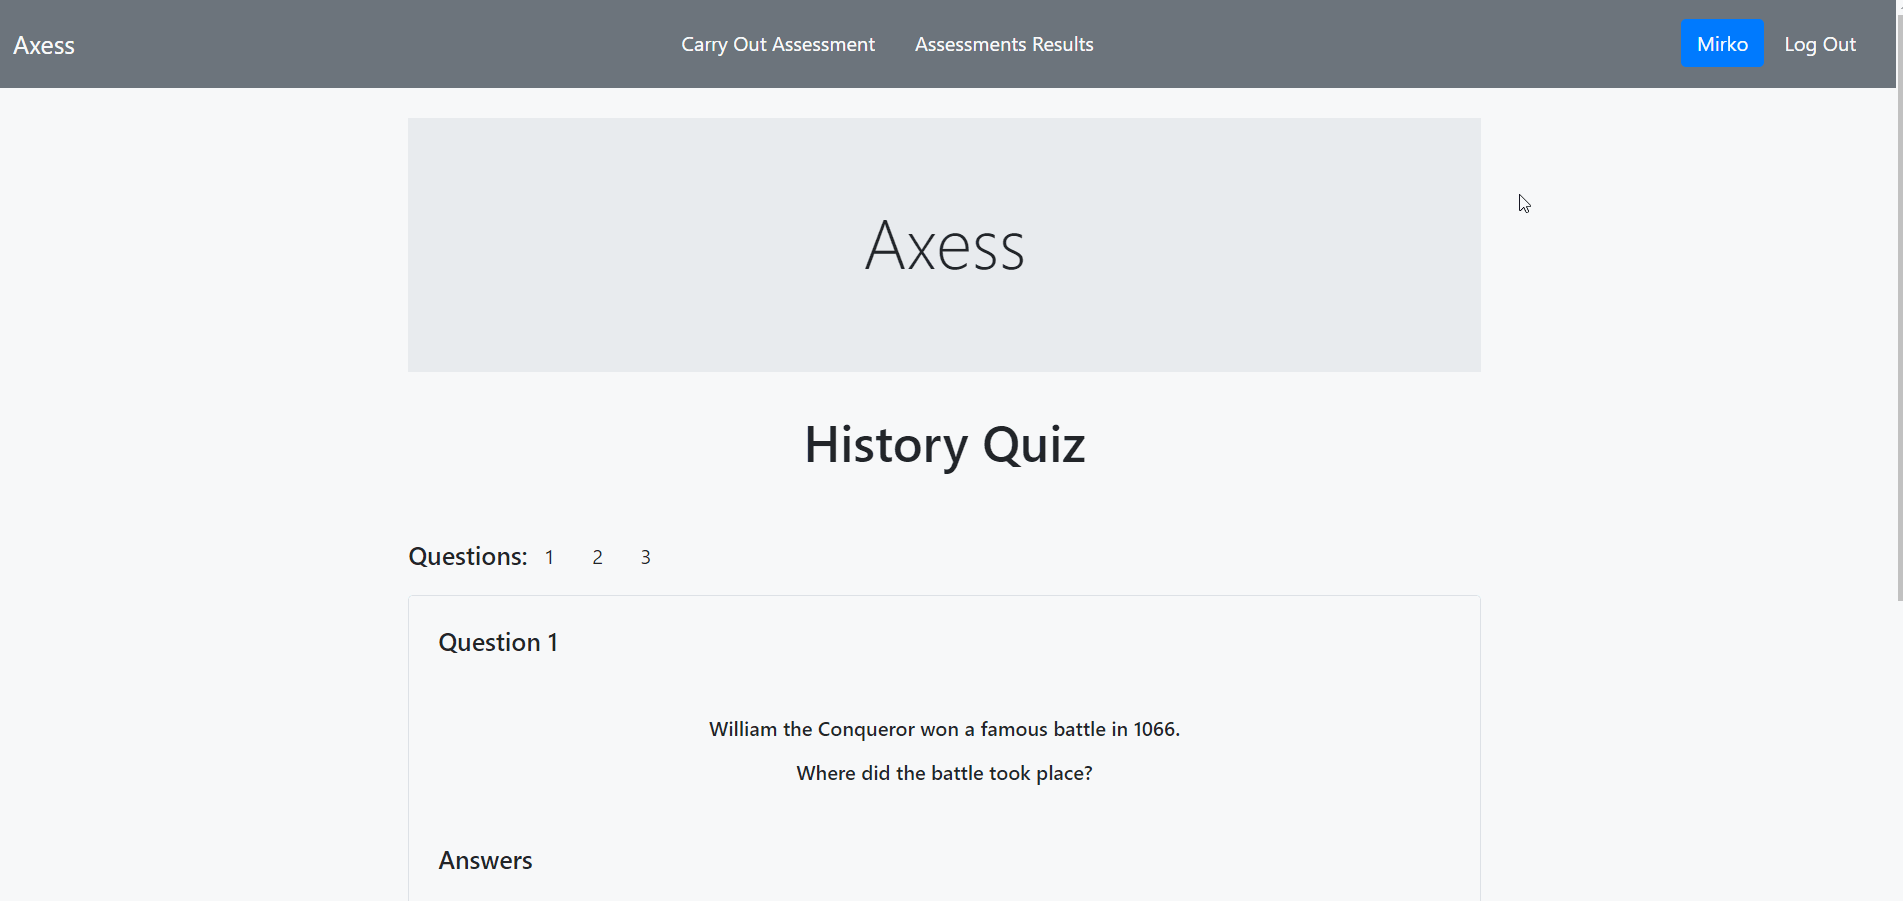 Axess Carry Out Assessment Assessments Results Mirko Log Out
Axess
History Quiz
Questions: 1 2 3
Question 1
William the Conqueror won a famous battle in 1066.
Where did the battle took place?
Answers